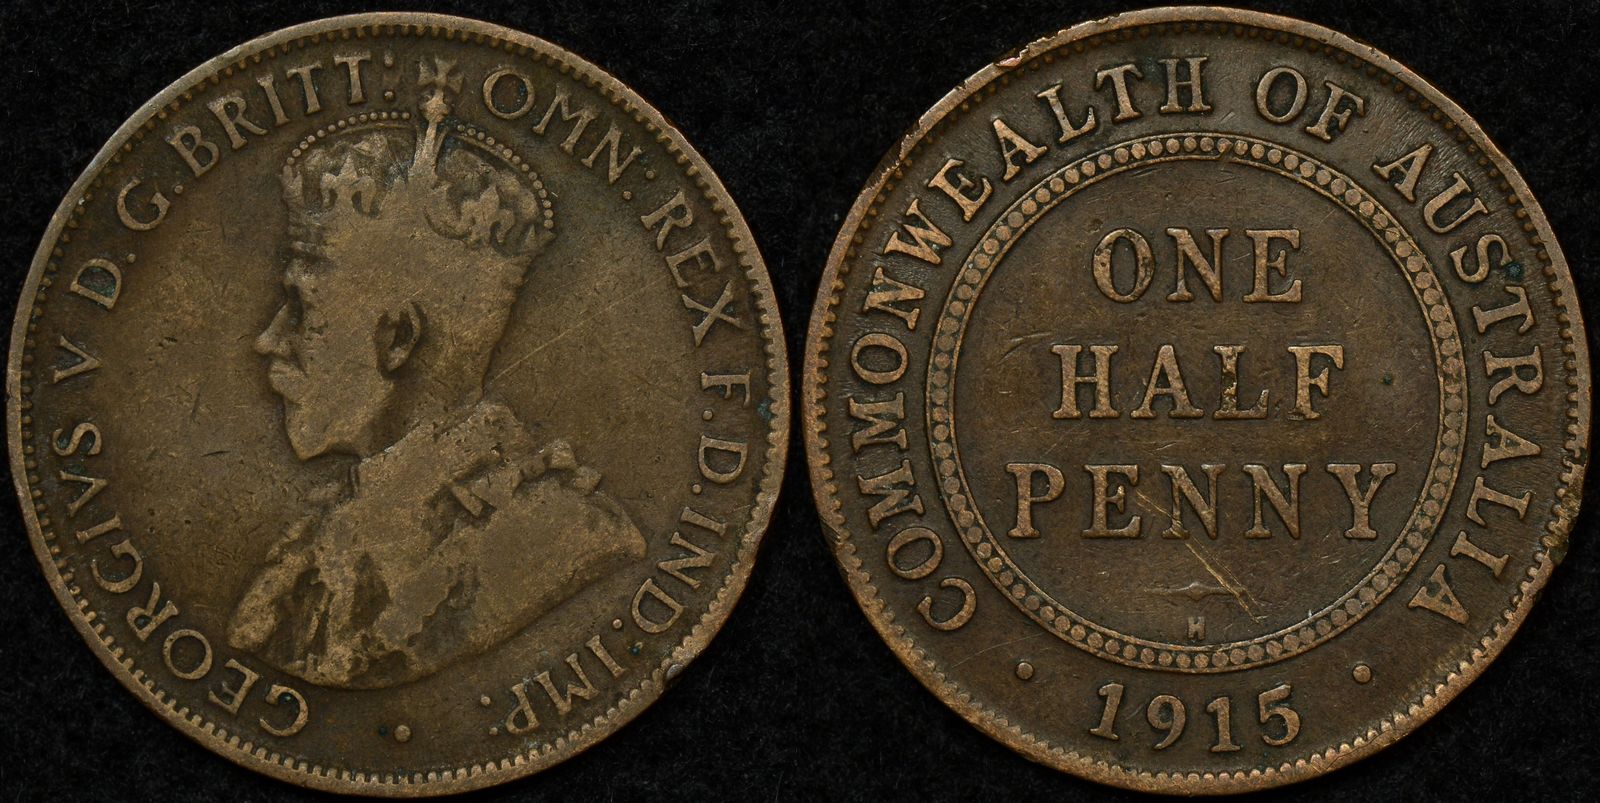 GEORGIVS V D.G.BRITT: OMN: REX F.D.IND:IMP:
COMMONWEALTH OF AUSTRALIA
ONE
HALF
PENNY
H
1915